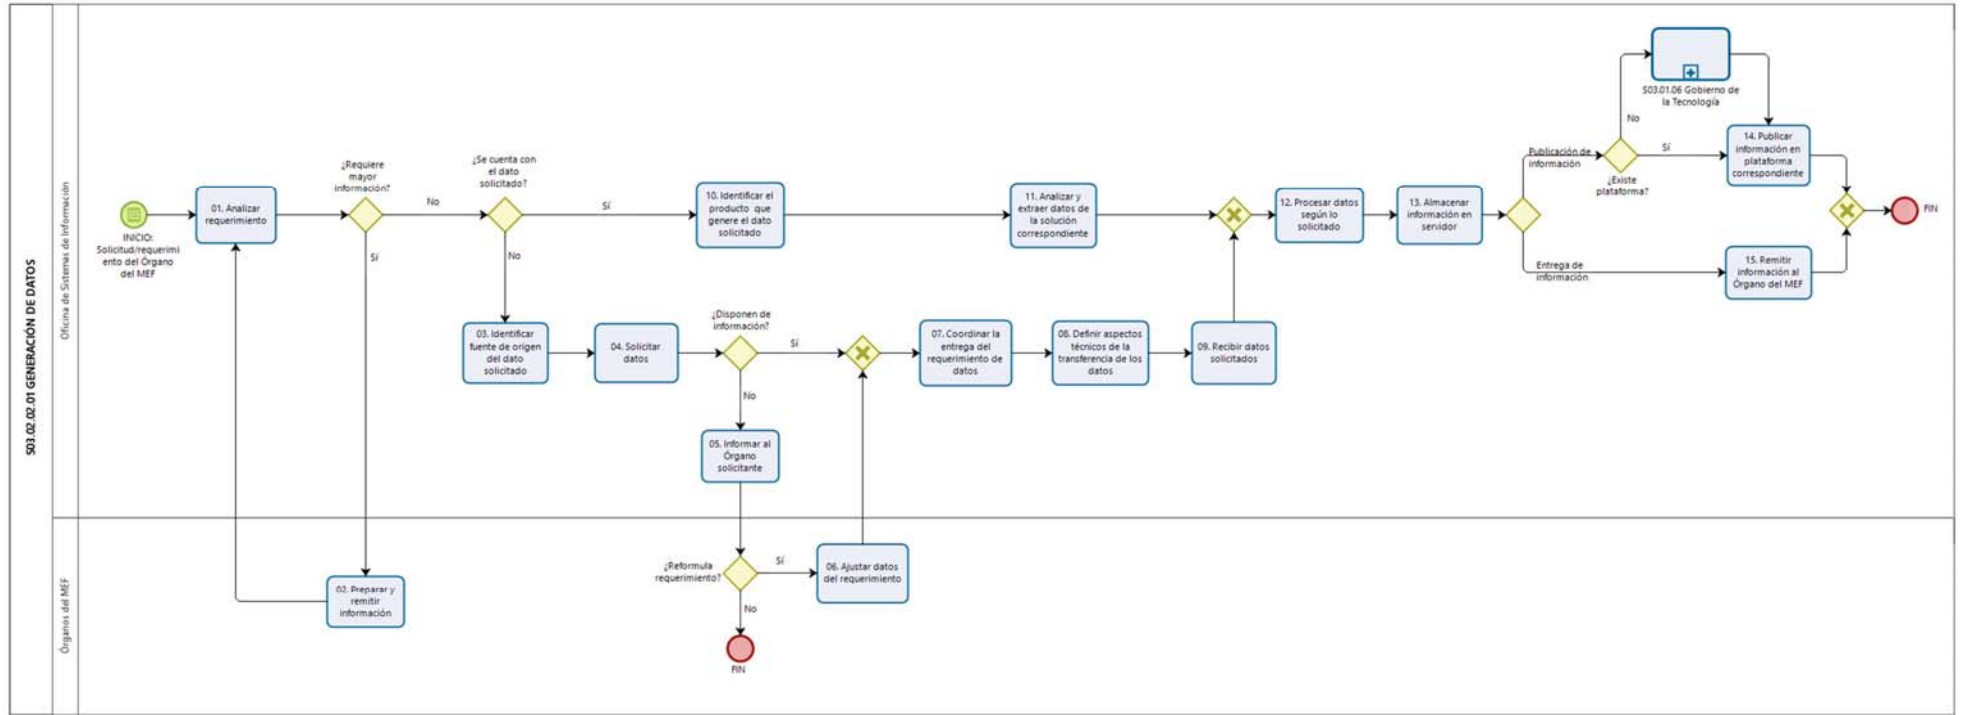 S03.02.02.01 GENERACIÓN DE DATOS
Oficina de Sistemas de Información
INICIO:
Solicitud/requerimi
ento del Órgano
del MEF
01. Analizar
requerimiento
¿Requiere
mayor
información?
No
Sí
¿Se cuenta con
el dato
solicitado?
Sí
No
10. Identificar el
producto que
genere el dato
solicitado
11. Analizar y
extraer datos de
la solución
correspondiente
12. Procesar datos
según lo
solicitado
13. Almacenar
información en
servidor
Publicación de
información
¿Existe
plataforma?
No
Sí
S03.01.06 Gobierno de
la Tecnología
14. Publicar
información en
plataforma
correspondiente
Entrega de
información
15. Remitir
información al
Órgano del MEF
FIN
03. Identificar
fuente de origen
del dato
solicitado
04. Solicitar
datos
¿Disponen de
información?
Sí
No
07. Coordinar la
entrega del
requerimiento de
datos
08. Definir aspectos
técnicos de la
transferencia de los
datos
09. Recibir datos
solicitados
05. Informar al
Órgano
solicitante
Órganos del MEF
02. Preparar y
remitir
información
¿Reformula
requerimiento?
Sí
No
06. Ajustar datos
del requerimiento
FIN